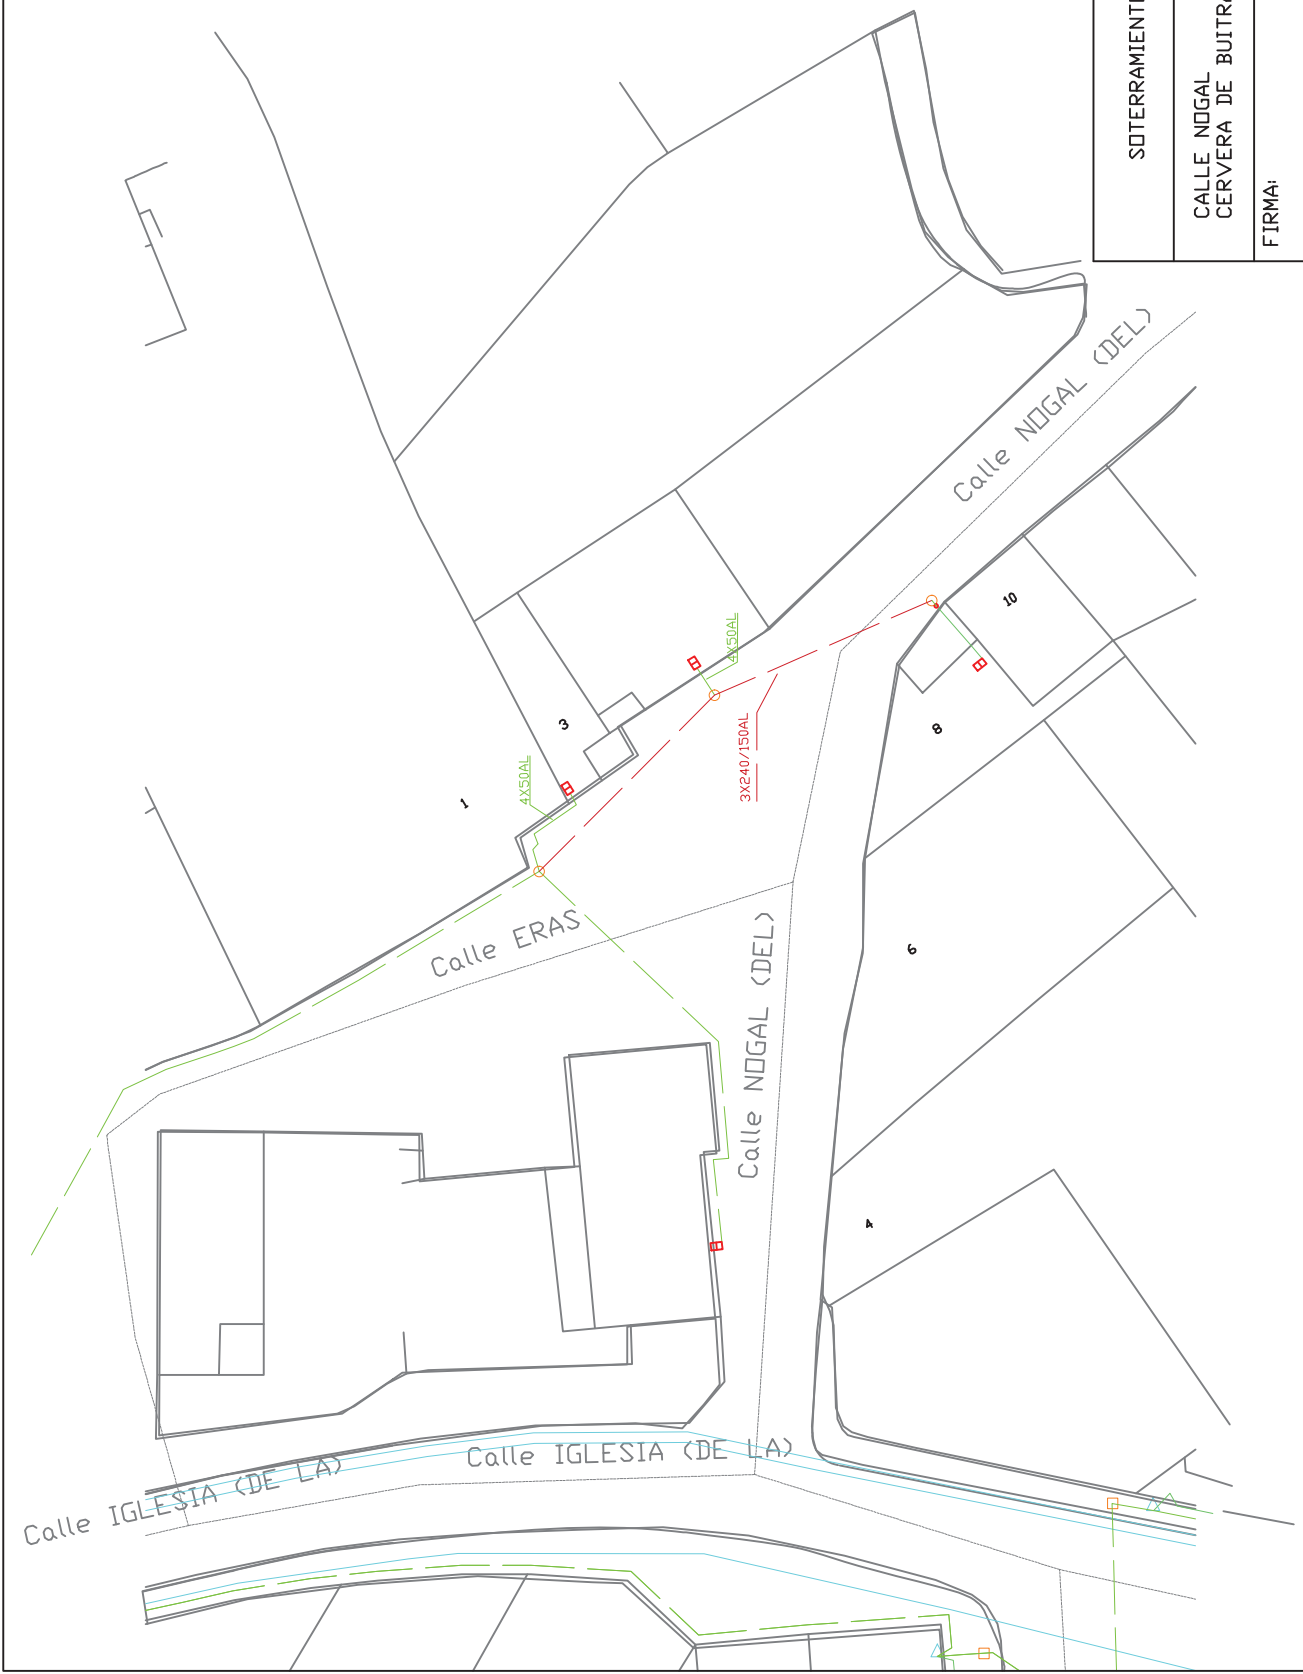 SOTERRAMIENT
CALLE NOGAL
CERVERA DE BUITRA
FIRMA:
Calle NOGAL (DEL)
10
8
3
1
4X50AL
4X50AL
3X240/150AL
Calle ERAS
6
Calle NOGAL (DEL)
4
Calle IGLESIA (DE LA)
Calle IGLESIA (DE LA)